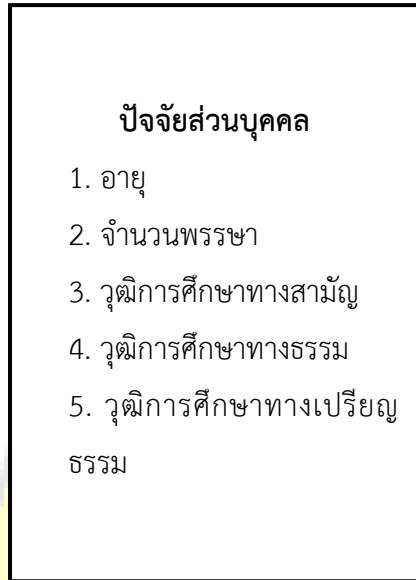 ปัจจัยส่วนบุคคล
1. อายุ
2. จำนวนพรรษา
3. วุฒิการศึกษาทางสามัญ
4. วุฒิการศึกษาทางธรรม
5. วุฒิการศึกษาทางเปรียญ
ธรรม